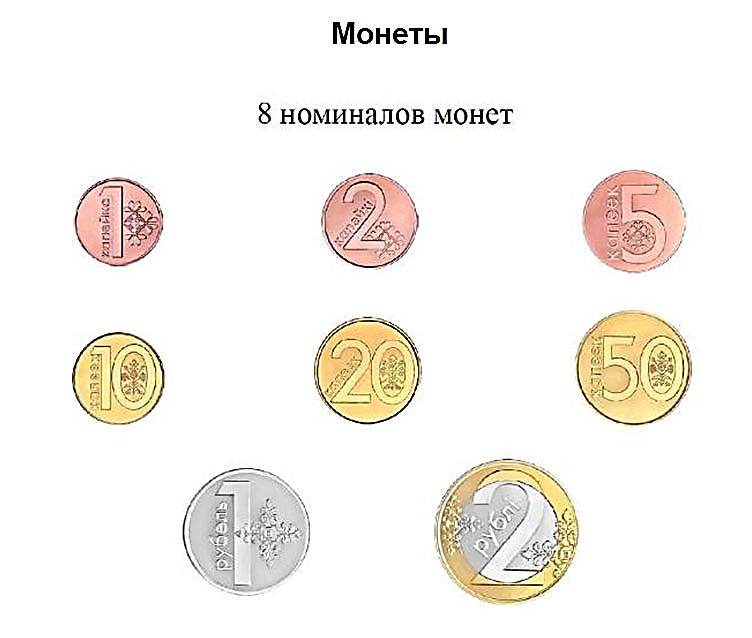 Монеты
8 номиналов монет
1 капейка
2 капейкі
5 капеек
10 капеек
20 капеек
50 капеек
1 рубель
2 рублі